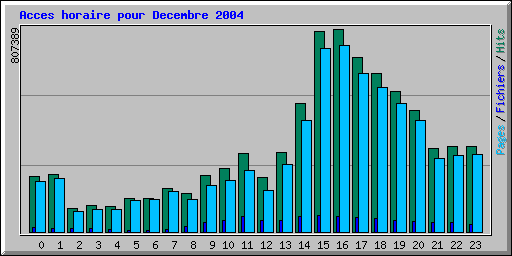 Acces horaire pour Decembre 2004
807389
Pages / Fichiers / Hits
0 1 2 3 4 5 6 7 8 9 10 11 12 13 14 15 16 17 18 19 20 21 22 23